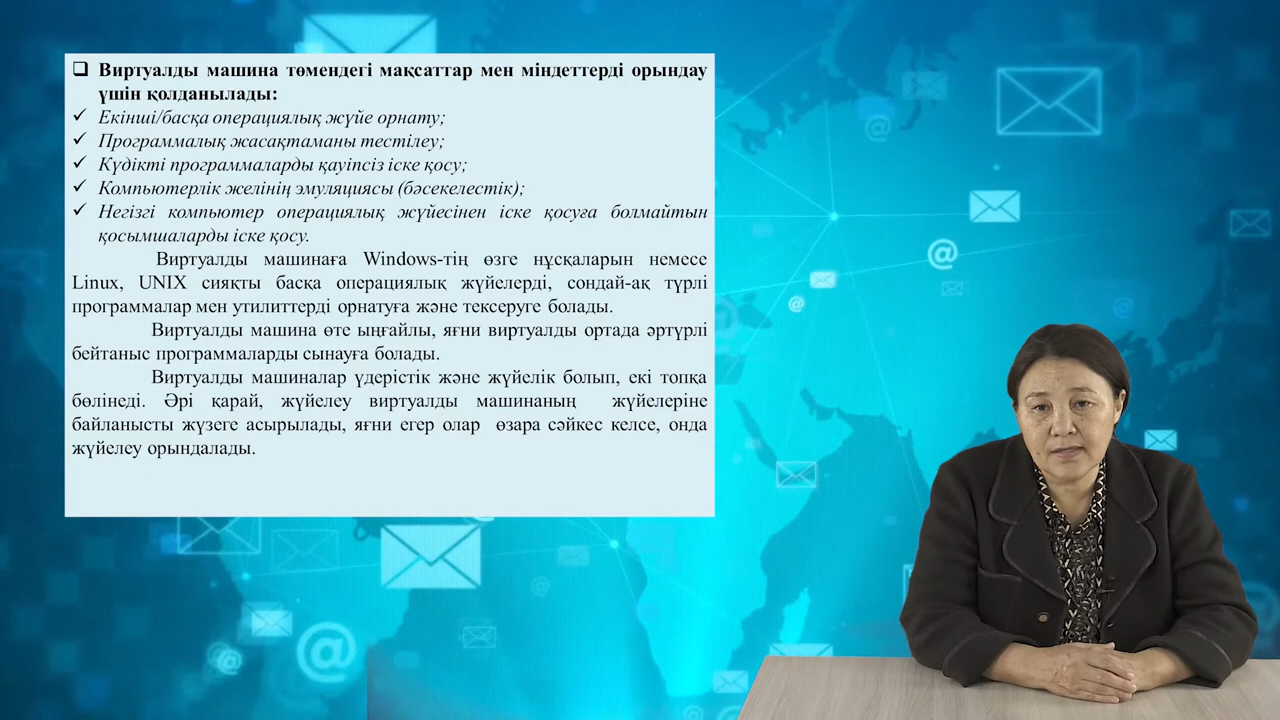 ❑ Виртуалды машина төмендегі мақсаттар мен міндеттерді орындау
үшін қолданылады:
✓ Екінші/басқа операциялық жүйе орнату;
✓ Программалық жасақтаманы тестілеу;
✓ Күдікті программаларды қауіпсіз іске қосу;
✓ Компьютерлік желінің эмуляциясы (бәсекелестік);
✓ Негізгі компьютер операциялық жүйесінен іске қосуға болмайтын
қосымшаларды іске қосу.
Виртуалды машинаға Windows-тің өзге нұсқаларын немесе
Linux, UNIX сияқты басқа операциялық жүйелерді, сондай-ақ түрлі
программалар мен утилиттерді орнатуға және тексеруге болады.
Виртуалды машина өте ыңғайлы, яғни виртуалды ортада әртүрлі
бейтаныс программаларды сынауға болады.
Виртуалды машиналар үдерістік және жүйелік болып, екі топқа
бөлінеді. Әрі қарай, жүйелеу виртуалды машинаның жүйелеріне
байланысты жүзеге асырылады, яғни егер олар өзара сәйкес келсе, онда
жүйелеу орындалады.